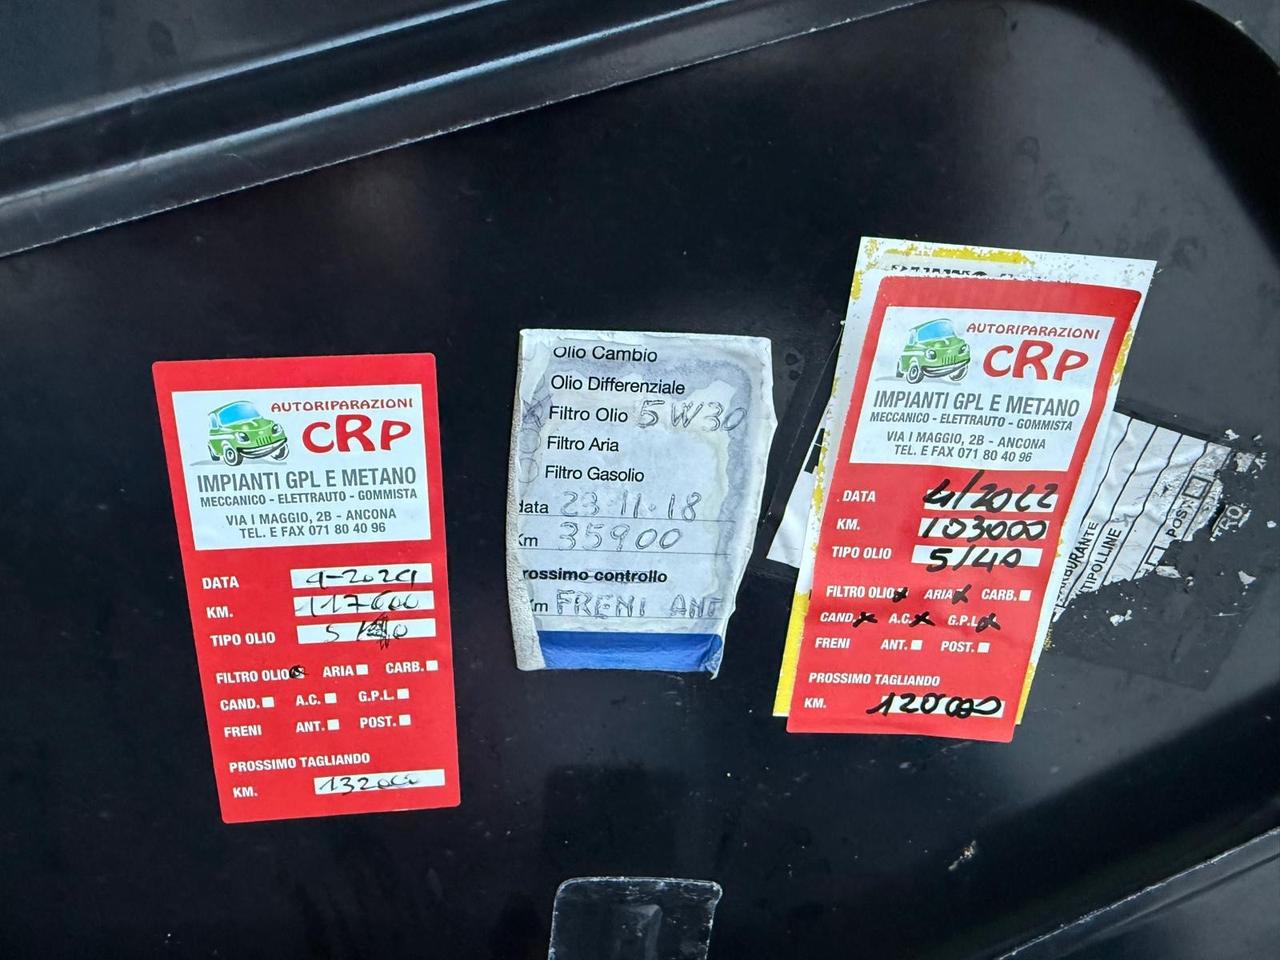 AUTORIPARAZIONI
CRP
IMPIANTI GPL E METANO
MECCANICO - ELETTRAUTO - GOMMISTA
VIA I MAGGIO, 2B - ANCONA
TEL. E FAX 071 80 40 96
DATA
KM. 117000
TIPO OLIO
FILTRO OLIO ARIA CARB.
CAND. A.C. G.P.L.
FRENI ANT. POST.
PROSSIMO TAGLIANDO
KM. 132000
Olio Cambio
Olio Differenziale
Filtro Olio 5W30
Filtro Aria
Filtro Gasolio
data 23.11.18
Km 35900
rossimo controllo
Km FRENI ANT
AUTORIPARAZIONI
CRP
IMPIANTI GPL E METANO
MECCANICO - ELETTRAUTO - GOMMISTA
VIA I MAGGIO, 2B - ANCONA
TEL. E FAX 071 80 40 96
DATA 4/2022
KM. 103000
TIPO OLIO 5/40
FILTRO OLIO ARIA CARB.
CAND. A.C. G.P.L.
FRENI ANT. POST.
PROSSIMO TAGLIANDO
KM. 120000
TIPOLLINE
POST